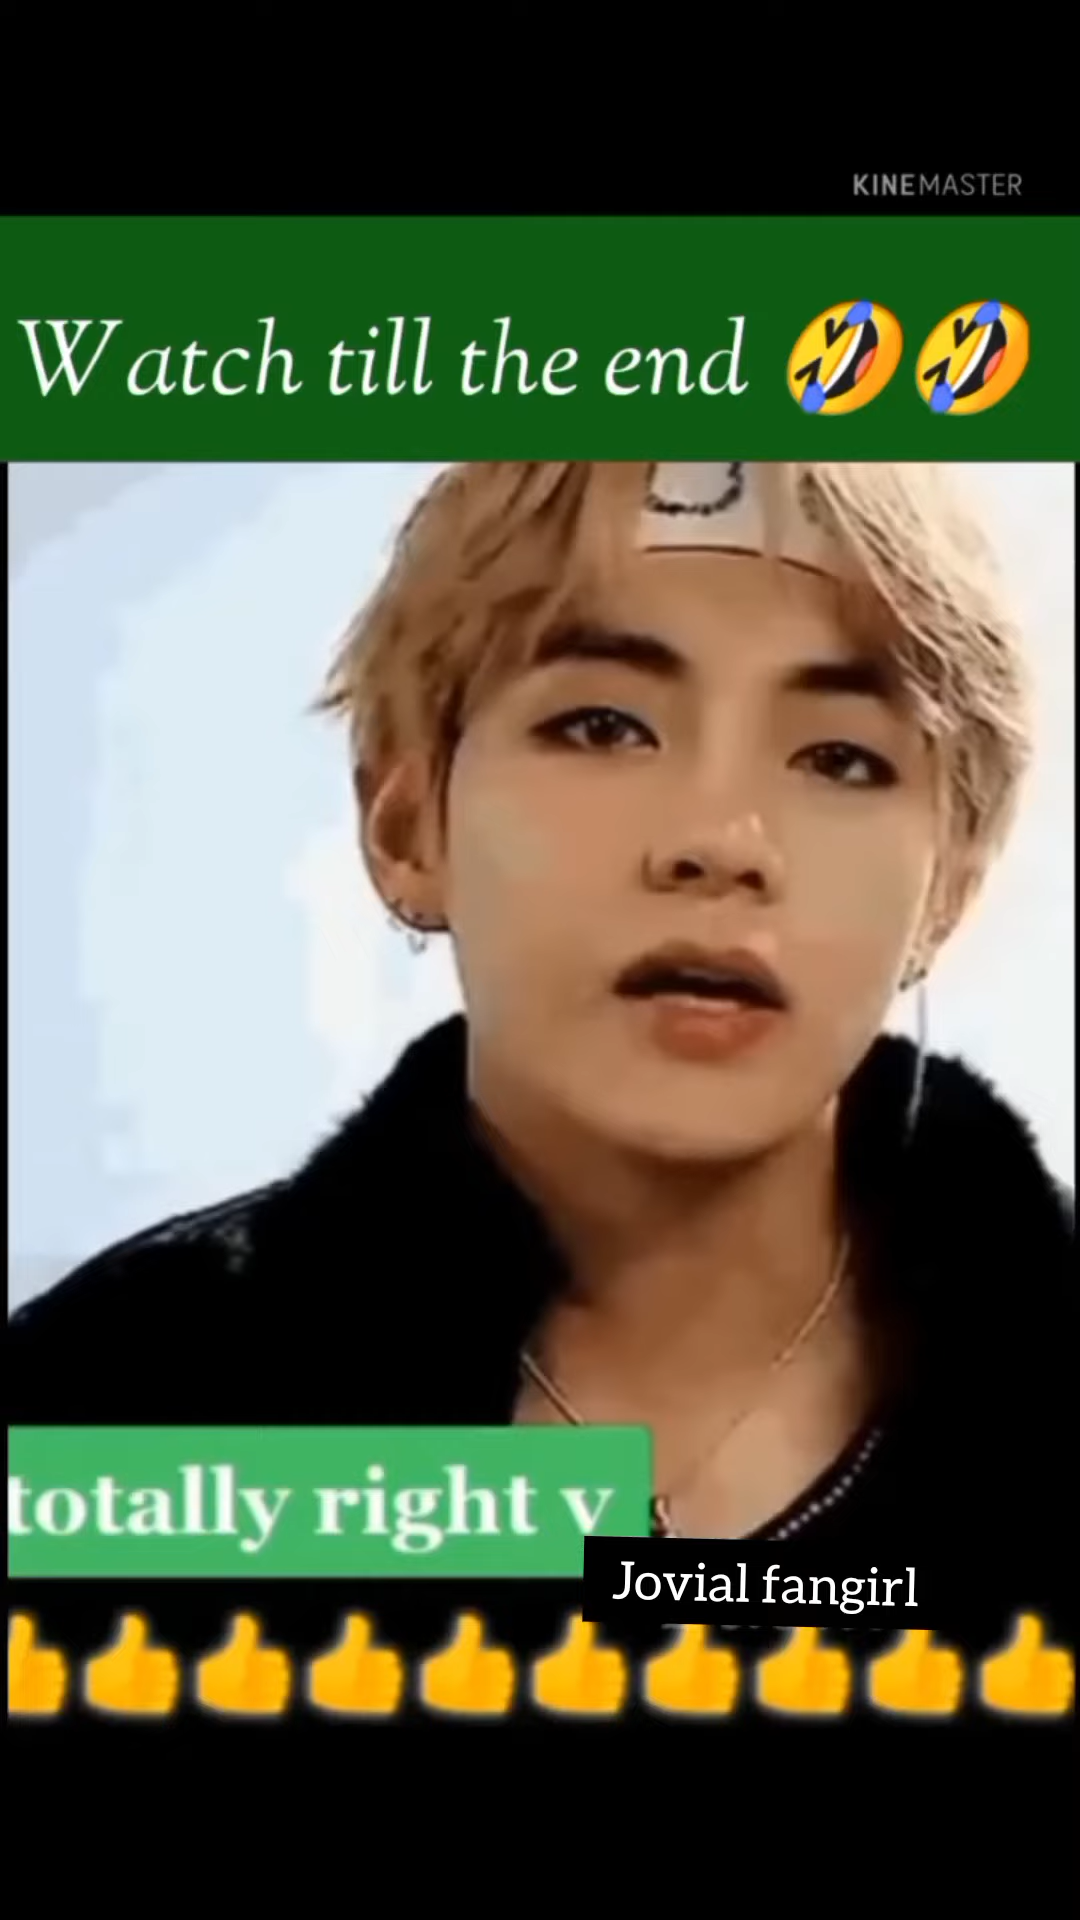 KINEMASTER
Watch till the end 🤣🤣
totally right v
Jovial fangirl